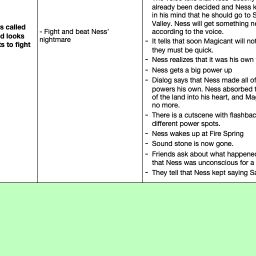 already been decided and Ness k
in his mind that he should go to S
Valley. Ness will get something n
according to the voice.
- It tells that soon Magicant will not
they must be quick.
- Ness realizes that it was his own
- Ness gets a big power up
- Dialog says that Ness made all of
powers his own. Ness absorbed t
of the land into his heart, and Mag
no more.
- There is a cutscene with flashbac
different power spots.
- Ness wakes up at Fire Spring
- Sound stone is now gone.
- Friends ask about what happened
that Ness was unconscious for a
- They tell that Ness kept saying Sa
s called
d looks
ts to fight
- Fight and beat Ness'
nightmare